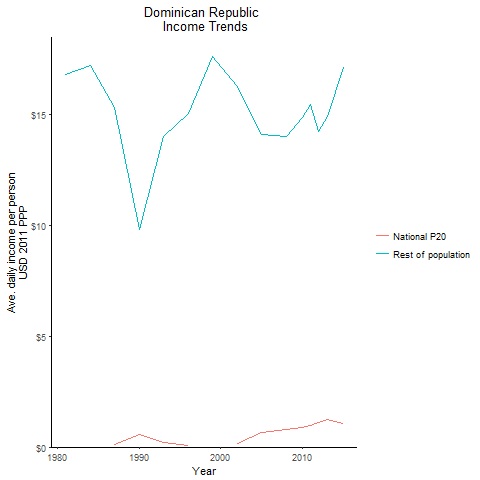 Dominican Republic
Income Trends
Ave. daily income per person
USD 2011 PPP
$15
$10
$5
$0
1980
1990
2000
2010
Year
National P20
Rest of population